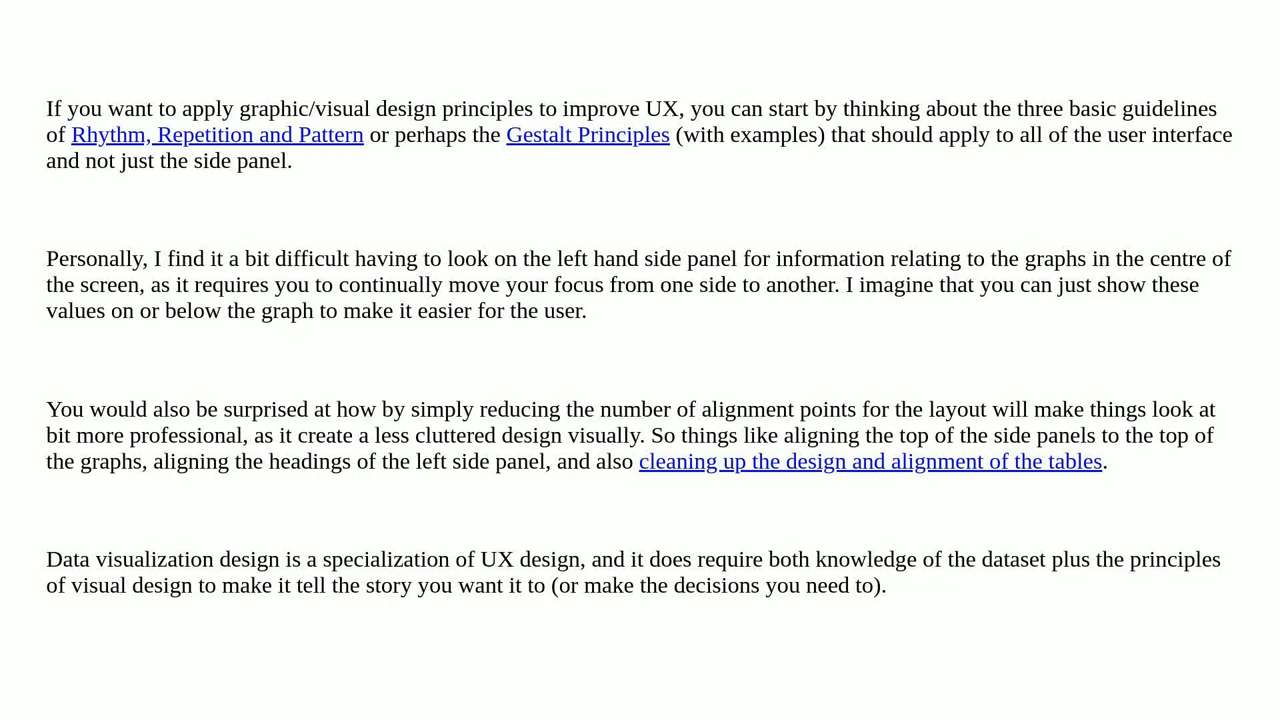 If you want to apply graphic/visual design principles to improve UX, you can start by thinking about the three basic guidelines
of Rhythm, Repetition and Pattern or perhaps the Gestalt Principles (with examples) that should apply to all of the user interface
and not just the side panel.
Personally, I find it a bit difficult having to look on the left hand side panel for information relating to the graphs in the centre of
the screen, as it requires you to continually move your focus from one side to another. I imagine that you can just show these
values on or below the graph to make it easier for the user.
You would also be surprised at how by simply reducing the number of alignment points for the layout will make things look at
bit more professional, as it create a less cluttered design visually. So things like aligning the top of the side panels to the top of
the graphs, aligning the headings of the left side panel, and also cleaning up the design and alignment of the tables.
Data visualization design is a specialization of UX design, and it does require both knowledge of the dataset plus the principles
of visual design to make it tell the story you want it to (or make the decisions you need to).